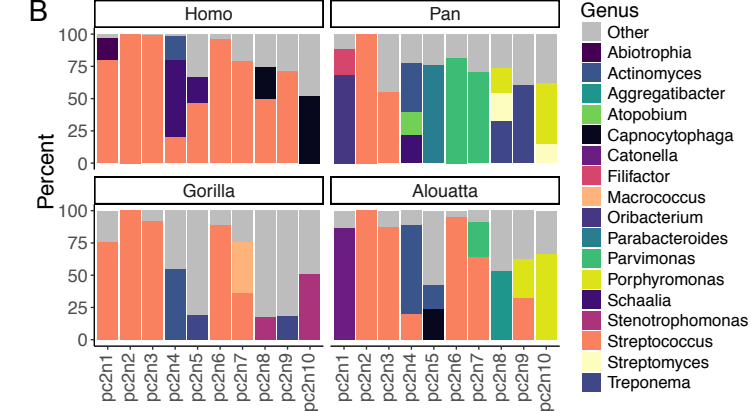 B
Homo
Pan
100
75
50
25
0
Gorilla
Alouatta
100
75
50
25
0
Percent
pc2n1
pc2n2
pc2n3
pc2n4
pc2n5
pc2n6
pc2n7
pc2n8
pc2n9
pc2n10
pc2n1
pc2n2
pc2n3
pc2n4
pc2n5
pc2n6
pc2n7
pc2n8
pc2n9
pc2n10
Genus
Other
Abiotrophia
Actinomyces
Aggregatibacter
Atopobium
Capnocytophaga
Catonella
Filifactor
Macrococcus
Oribacterium
Parabacteroides
Parvimonas
Porphyromonas
Schaalia
Stenotrophomonas
Streptococcus
Streptomyces
Treponema